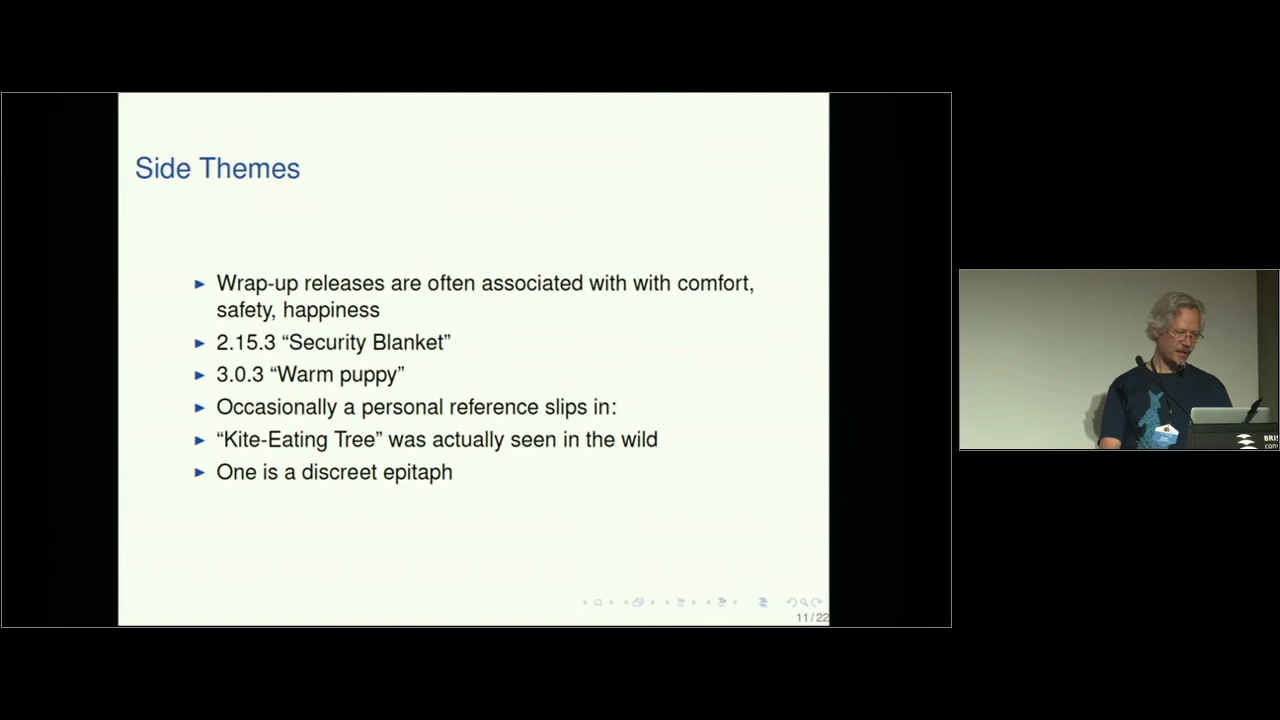 Side Themes
► Wrap-up releases are often associated with with comfort,
safety, happiness
► 2.15.3 “Security Blanket”
► 3.0.3 “Warm puppy”
► Occasionally a personal reference slips in:
► “Kite-Eating Tree” was actually seen in the wild
► One is a discreet epitaph
11/22
BRIS
con